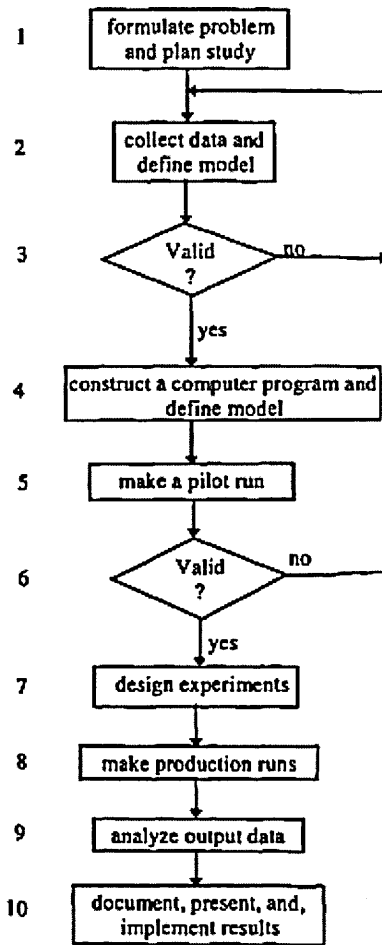 1
formulate problem
and plan study
2
collect data and
define model
3
Valid
?
no
yes
4
construct a computer program and
define model
5
make a pilot run
6
Valid
?
no
yes
7
design experiments
8
make production runs
9
analyze output data
10
document, present, and,
implement results